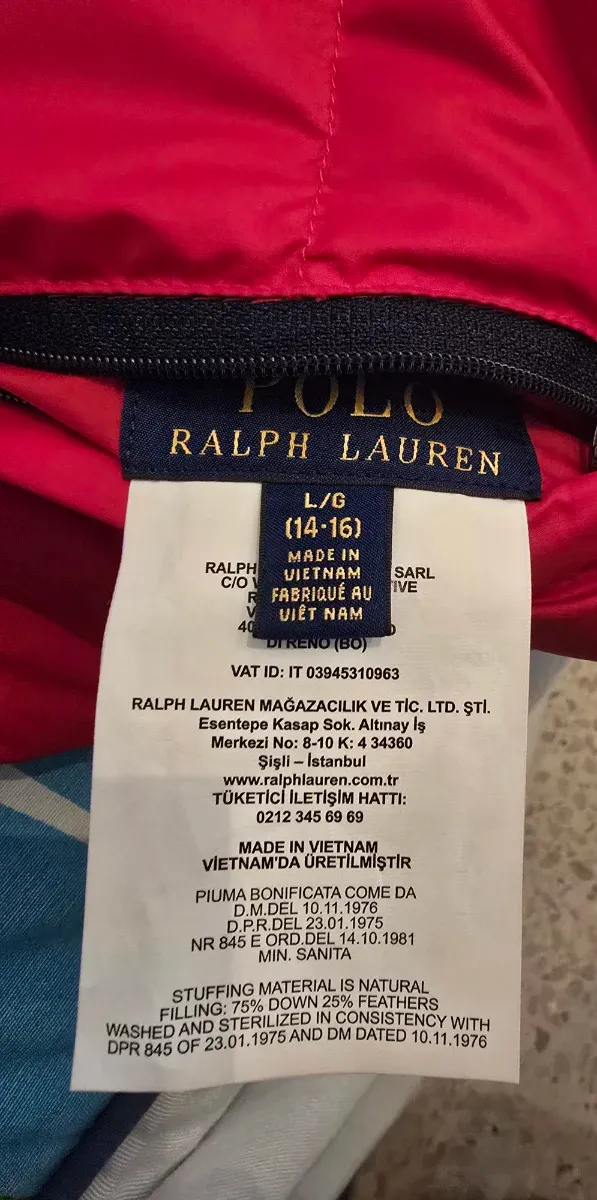 POLO
RALPH LAUREN
L/G
(14-16)
MADE IN
VIETNAM
FABRIQUÉ AU
VIÊT NAM
RALPH SARL
C/O
DI RENO (BO)
VAT ID: IT 03945310963
RALPH LAUREN MAĞAZACILIK VE TİC. LTD. ŞTİ.
Esentepe Kasap Sok. Altınay İş
Merkezi No: 8-10 K: 4 34360
Şişli – İstanbul
www.ralphlauren.com.tr
TÜKETİCİ İLETİŞİM HATTI:
0212 345 69 69
MADE IN VIETNAM
VİETNAM'DA ÜRETİLMİŞTİR
PIUMA BONIFICATA COME DA
D.M.DEL 10.11.1976
D.P.R.DEL 23.01.1975
NR 845 E ORD.DEL 14.10.1981
MIN. SANITA
STUFFING MATERIAL IS NATURAL
FILLING: 75% DOWN 25% FEATHERS
WASHED AND STERILIZED IN CONSISTENCY WITH
DPR 845 OF 23.01.1975 AND DM DATED 10.11.1976